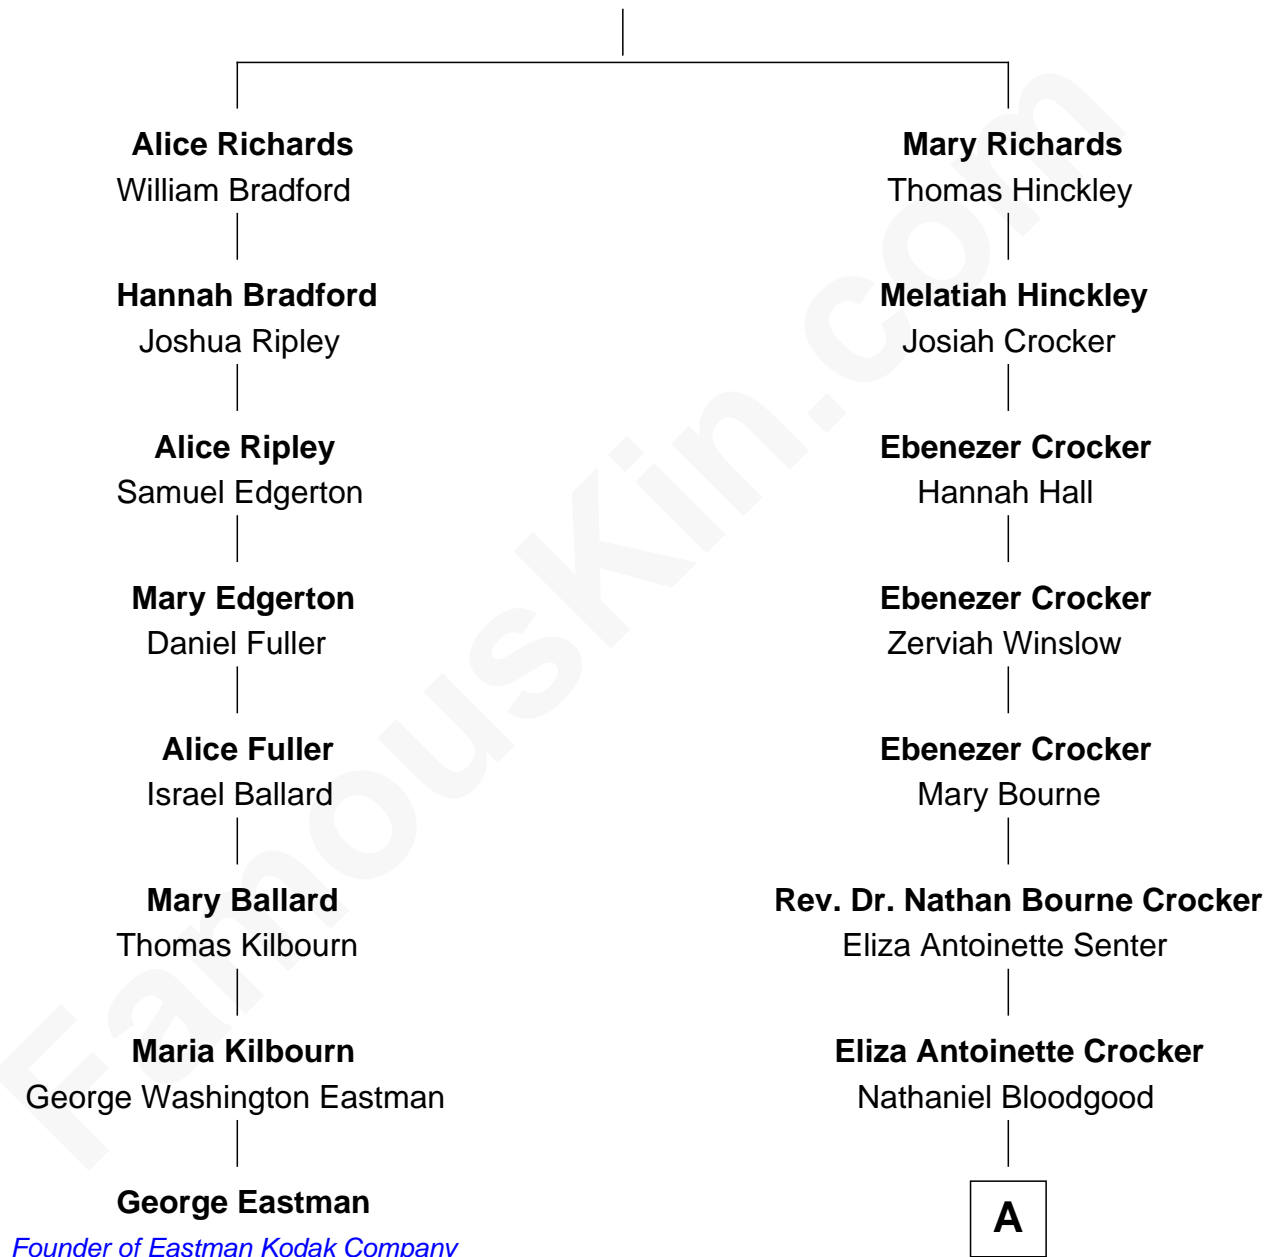 Alice Richards
William Bradford
Hannah Bradford
Joshua Ripley
Alice Ripley
Samuel Edgerton
Mary Edgerton
Daniel Fuller
Alice Fuller
Israel Ballard
Mary Ballard
Thomas Kilbourn
Maria Kilbourn
George Washington Eastman
George Eastman
Founder of Eastman Kodak Company
Mary Richards
Thomas Hinckley
Melatiah Hinckley
Josiah Crocker
Ebenezer Crocker
Hannah Hall
Ebenezer Crocker
Zerviah Winslow
Ebenezer Crocker
Mary Bourne
Rev. Dr. Nathan Bourne Crocker
Eliza Antoinette Senter
Eliza Antoinette Crocker
Nathaniel Bloodgood
A
FamousKin.com